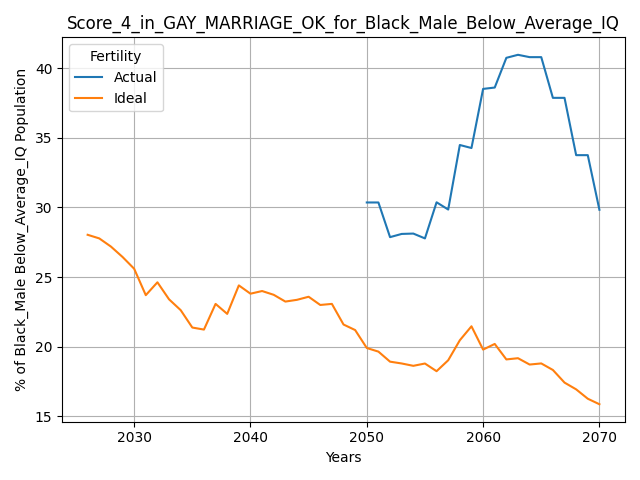 Score_4_in_GAY_MARRIAGE_OK_for_Black_Male_Below_Average_IQ
Fertility
Actual
Ideal
% of Black_Male Below_Average_IQ Population
40
35
30
25
20
15
2030
2040
2050
2060
2070
Years